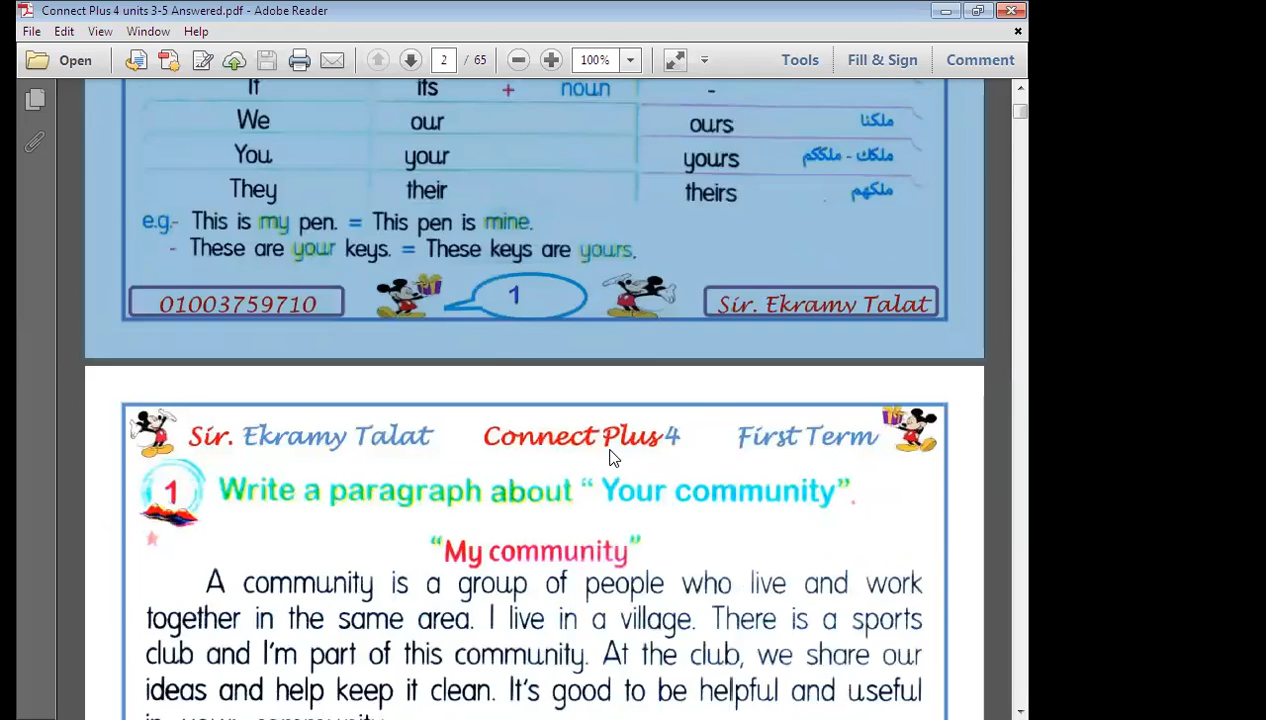 Connect Plus 4 units 3-5 Answered.pdf - Adobe Reader
File Edit View Window Help
Open 2 / 65 100% Tools Fill & Sign Comment
It its + noun -
We our ours ملكنا
You your yours ملكك - ملككم
They their theirs ملكهم
e.g.- This is my pen. = This pen is mine.
- These are your keys. = These keys are yours.
01003759710 1 Sir. Ekramy Talat
Sir. Ekramy Talat Connect Plus 4 First Term
1 Write a paragraph about “ Your community”.
“My community”
A community is a group of people who live and work
together in the same area. I live in a village. There is a sports
club and I'm part of this community. At the club, we share our
ideas and help keep it clean. It's good to be helpful and useful
in your community